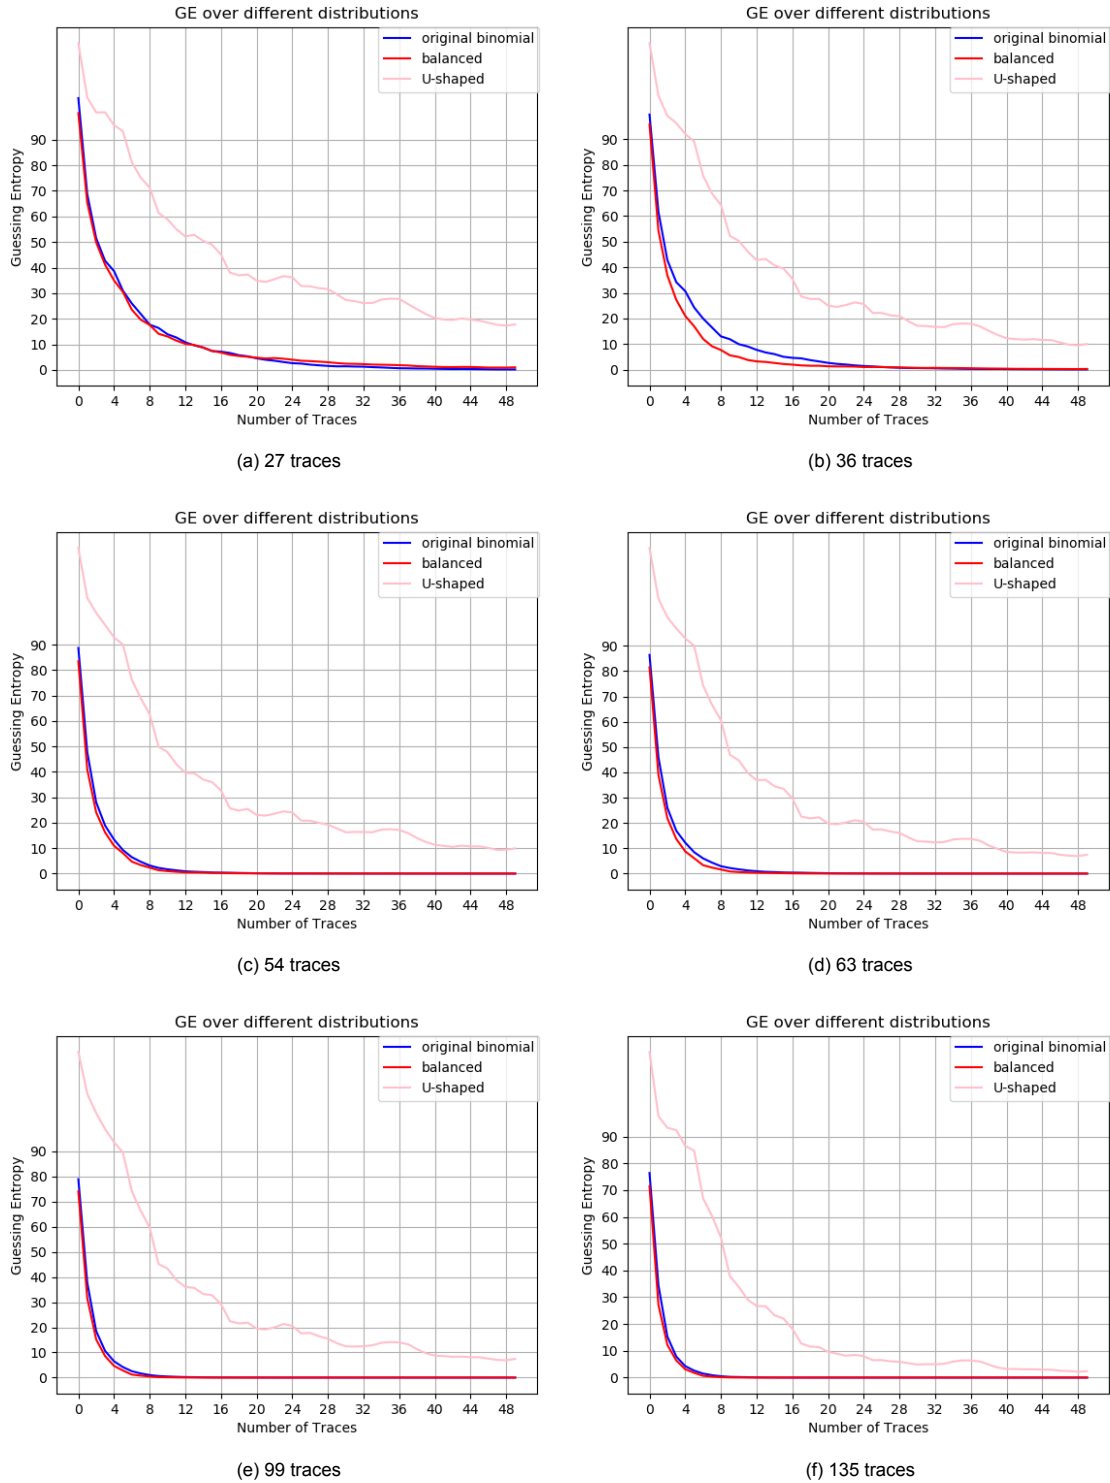 GE over different distributions
original binomial
balanced
U-shaped
Guessing Entropy
90
80
70
60
50
40
30
20
10
0
0 4 8 12 16 20 24 28 32 36 40 44 48
Number of Traces
(a) 27 traces
GE over different distributions
original binomial
balanced
U-shaped
Guessing Entropy
90
80
70
60
50
40
30
20
10
0
0 4 8 12 16 20 24 28 32 36 40 44 48
Number of Traces
(b) 36 traces
GE over different distributions
original binomial
balanced
U-shaped
Guessing Entropy
90
80
70
60
50
40
30
20
10
0
0 4 8 12 16 20 24 28 32 36 40 44 48
Number of Traces
(c) 54 traces
GE over different distributions
original binomial
balanced
U-shaped
Guessing Entropy
90
80
70
60
50
40
30
20
10
0
0 4 8 12 16 20 24 28 32 36 40 44 48
Number of Traces
(d) 63 traces
GE over different distributions
original binomial
balanced
U-shaped
Guessing Entropy
90
80
70
60
50
40
30
20
10
0
0 4 8 12 16 20 24 28 32 36 40 44 48
Number of Traces
(e) 99 traces
GE over different distributions
original binomial
balanced
U-shaped
Guessing Entropy
90
80
70
60
50
40
30
20
10
0
0 4 8 12 16 20 24 28 32 36 40 44 48
Number of Traces
(f) 135 traces